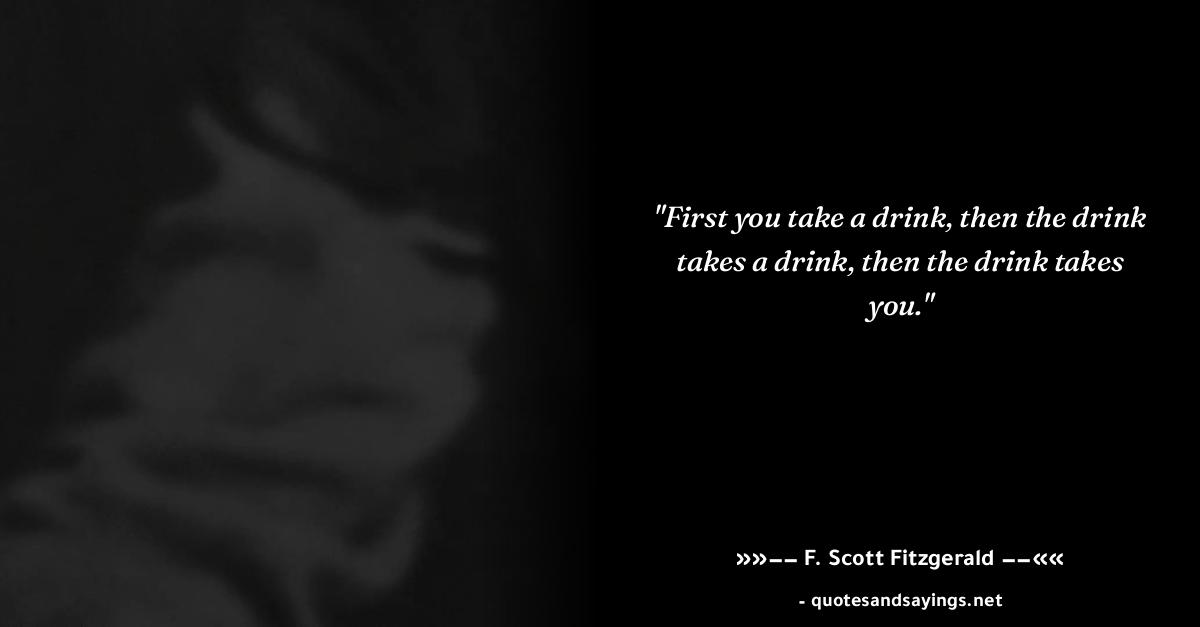 "First you take a drink, then the drink
takes a drink, then the drink takes
you."
»»−− F. Scott Fitzgerald −−««
- quotesandsayings.net